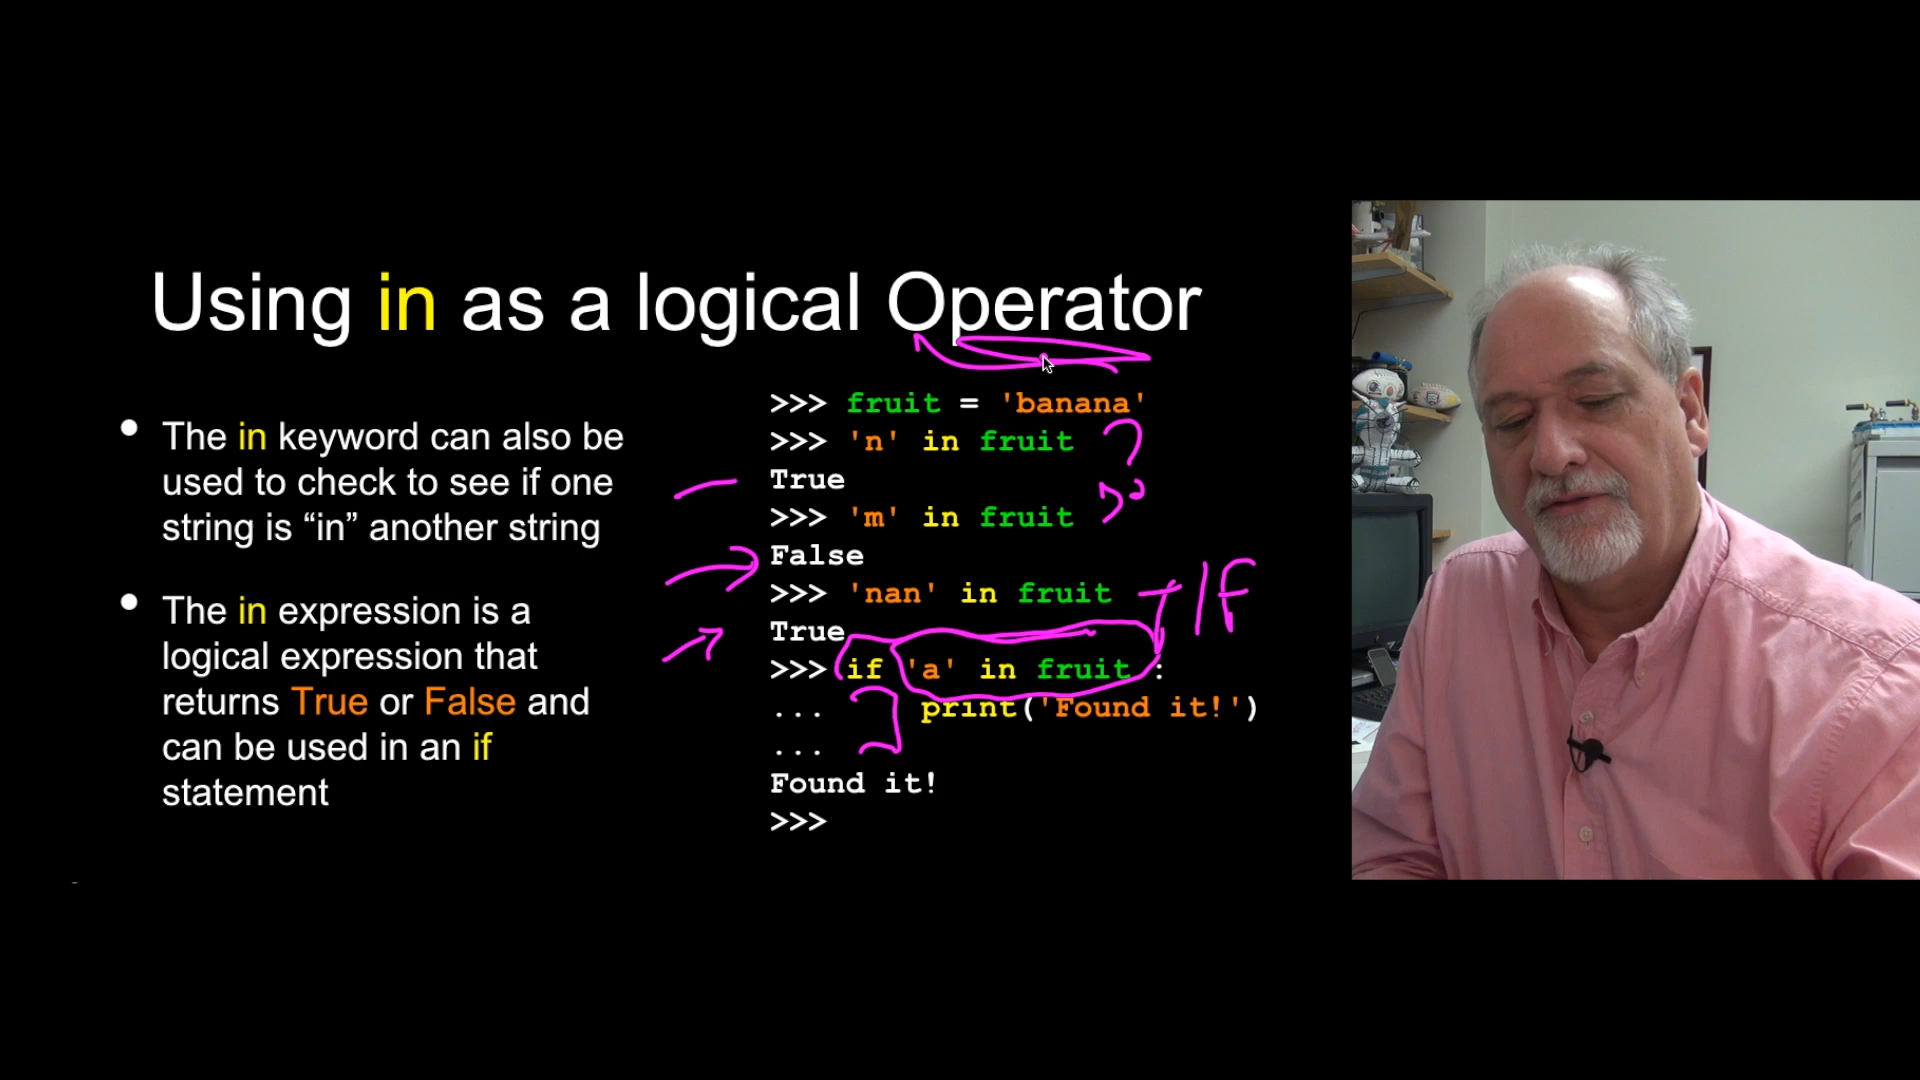 Using in as a logical Operator
The in keyword can also be
used to check to see if one
string is “in” another string
The in expression is a
logical expression that
returns True or False and
can be used in an if
statement
>>> fruit = 'banana'
>>> 'n' in fruit ?
True
>>> 'm' in fruit
False
>>> 'nan' in fruit
True
>>> if 'a' in fruit :
...     print('Found it!')
...
Found it!
>>>
T/F